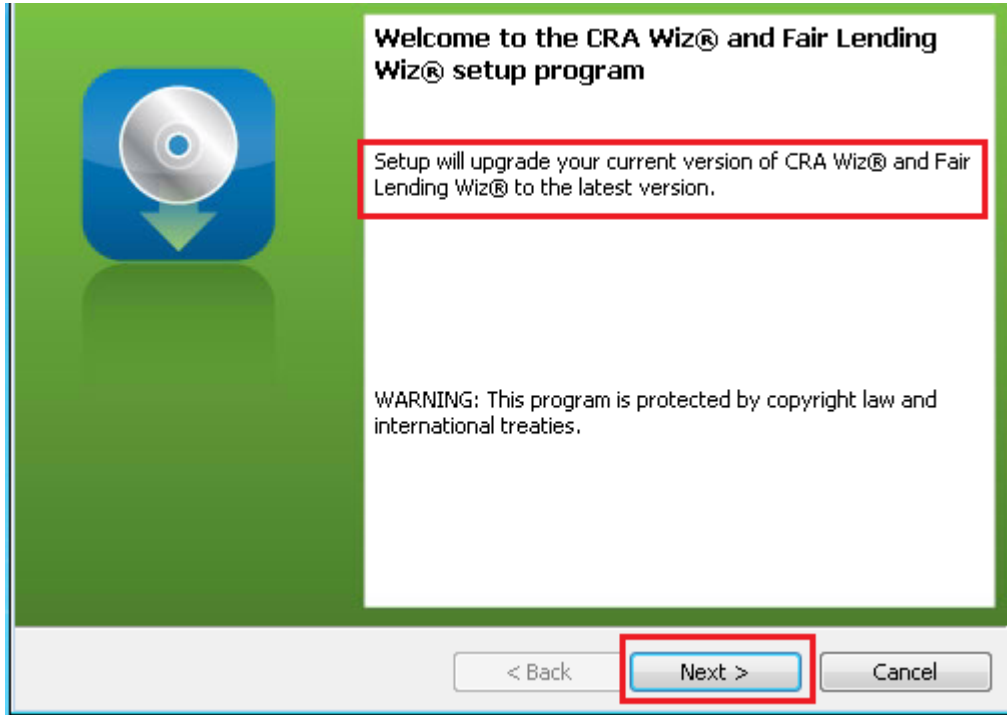 Welcome to the CRA Wiz® and Fair Lending
Wiz® setup program
Setup will upgrade your current version of CRA Wiz® and Fair
Lending Wiz® to the latest version.
WARNING: This program is protected by copyright law and
international treaties.
< Back Next > Cancel